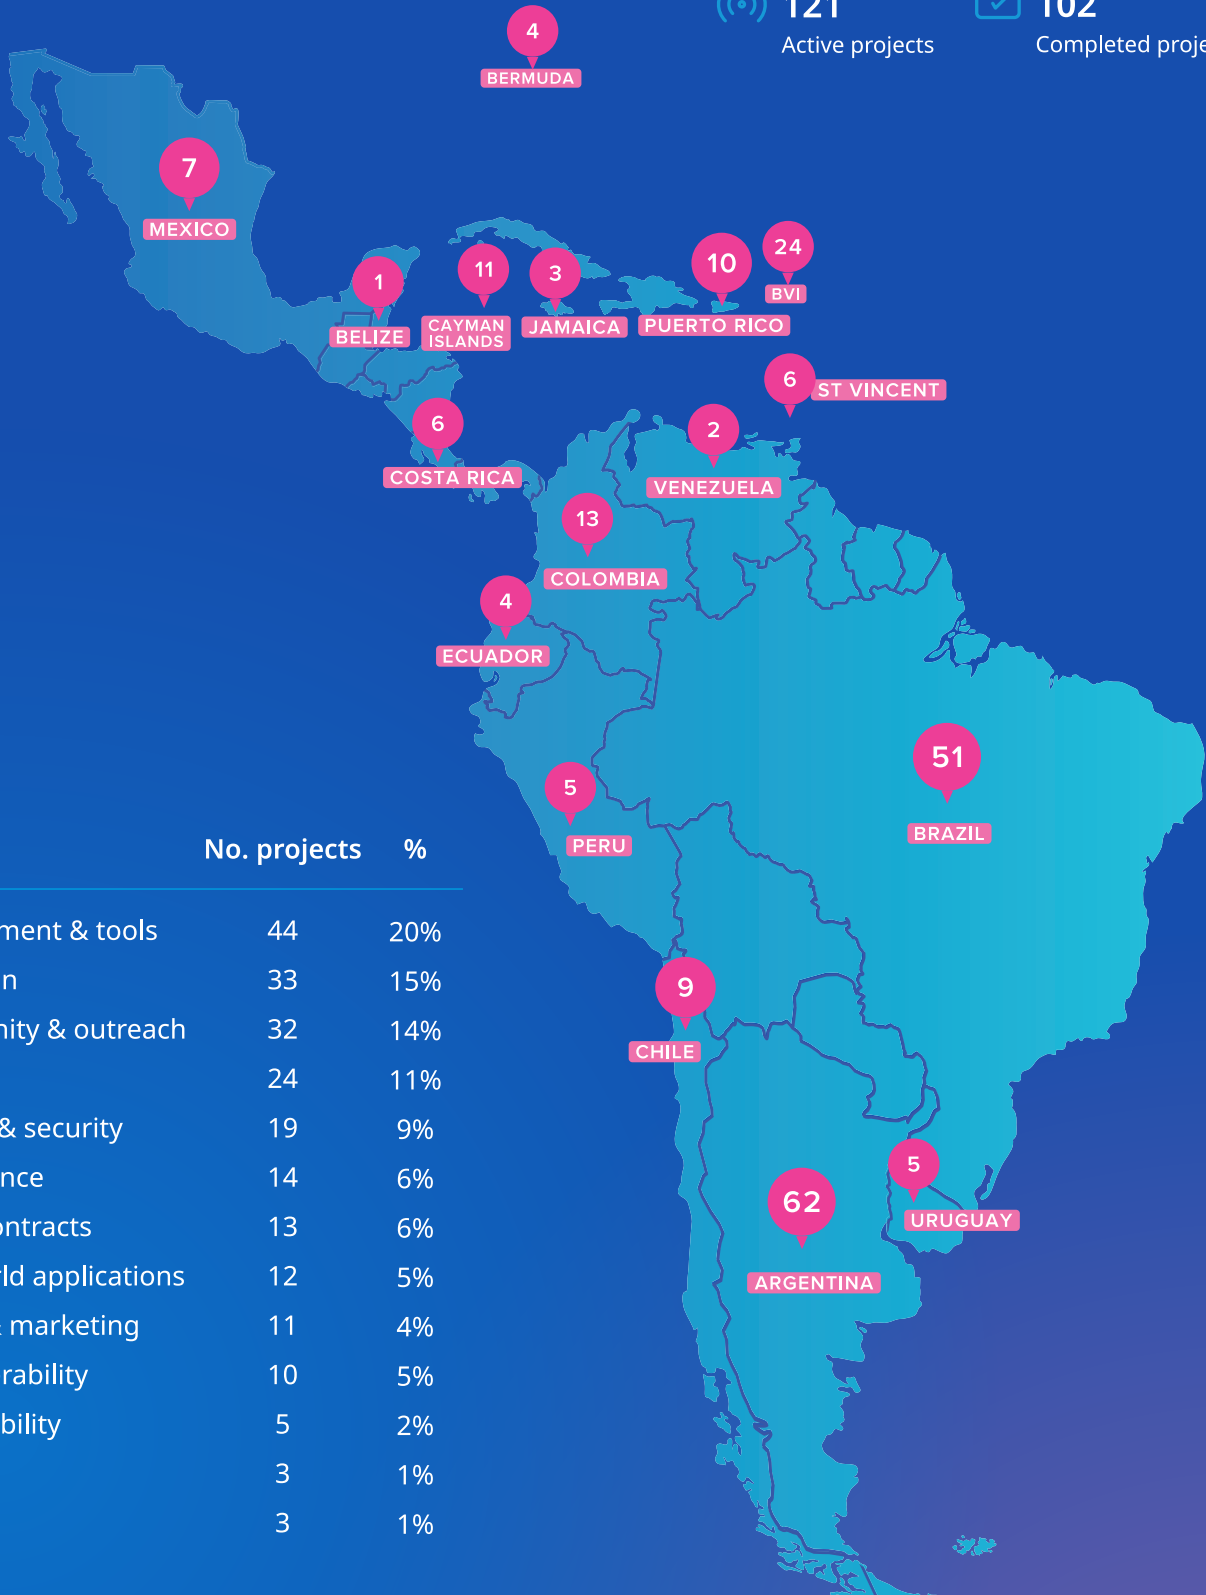 121
Active projects
102
Completed proje
4
BERMUDA
7
MEXICO
1
BELIZE
11
CAYMAN
ISLANDS
3
JAMAICA
10
PUERTO RICO
24
BVI
6
ST VINCENT
6
COSTA RICA
2
VENEZUELA
13
COLOMBIA
4
ECUADOR
51
BRAZIL
5
PERU
9
CHILE
5
URUGUAY
62
ARGENTINA
No. projects %
ment & tools 44 20%
n 33 15%
nity & outreach 32 14%
24 11%
& security 19 9%
nce 14 6%
ontracts 13 6%
rld applications 12 5%
& marketing 11 4%
rability 10 5%
bility 5 2%
3 1%
3 1%